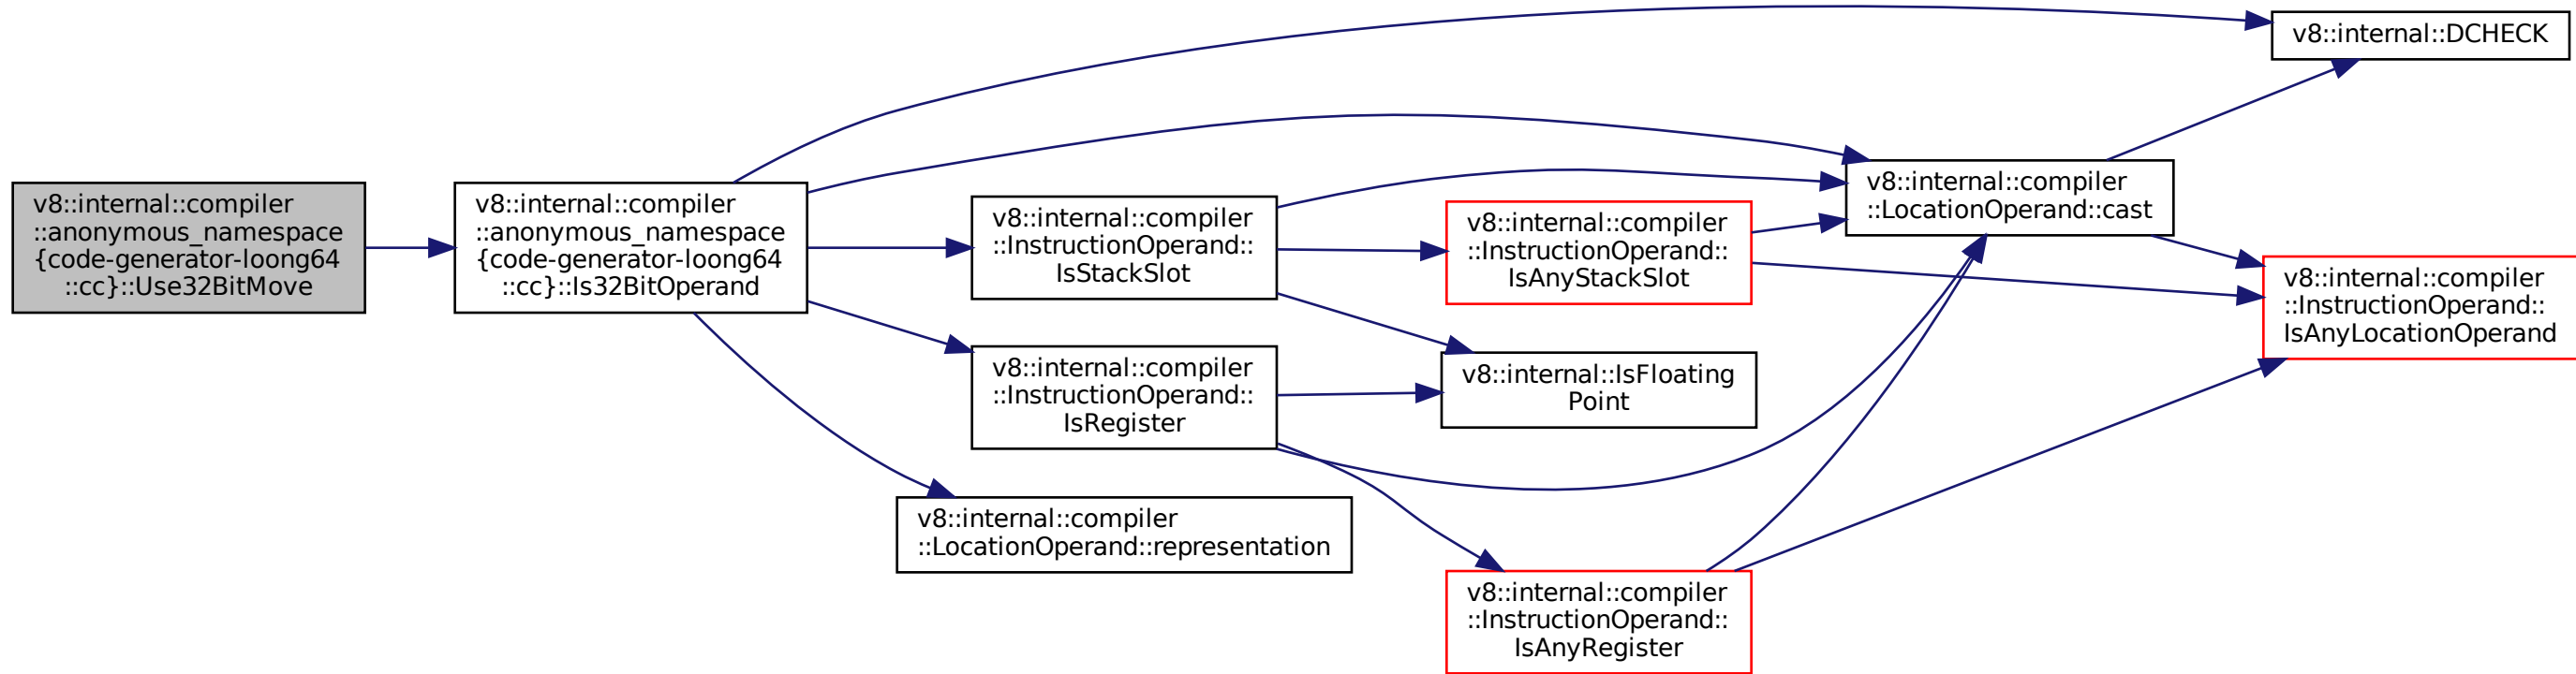 v8::internal::compiler
::anonymous_namespace
{code-generator-loong64
::cc}::Use32BitMove
v8::internal::compiler
::anonymous_namespace
{code-generator-loong64
::cc}::Is32BitOperand
v8::internal::compiler
::InstructionOperand::
IsStackSlot
v8::internal::compiler
::InstructionOperand::
IsRegister
v8::internal::compiler
::LocationOperand::representation
v8::internal::compiler
::InstructionOperand::
IsAnyStackSlot
v8::internal::IsFloating
Point
v8::internal::compiler
::InstructionOperand::
IsAnyRegister
v8::internal::compiler
::LocationOperand::cast
v8::internal::DCHECK
v8::internal::compiler
::InstructionOperand::
IsAnyLocationOperand